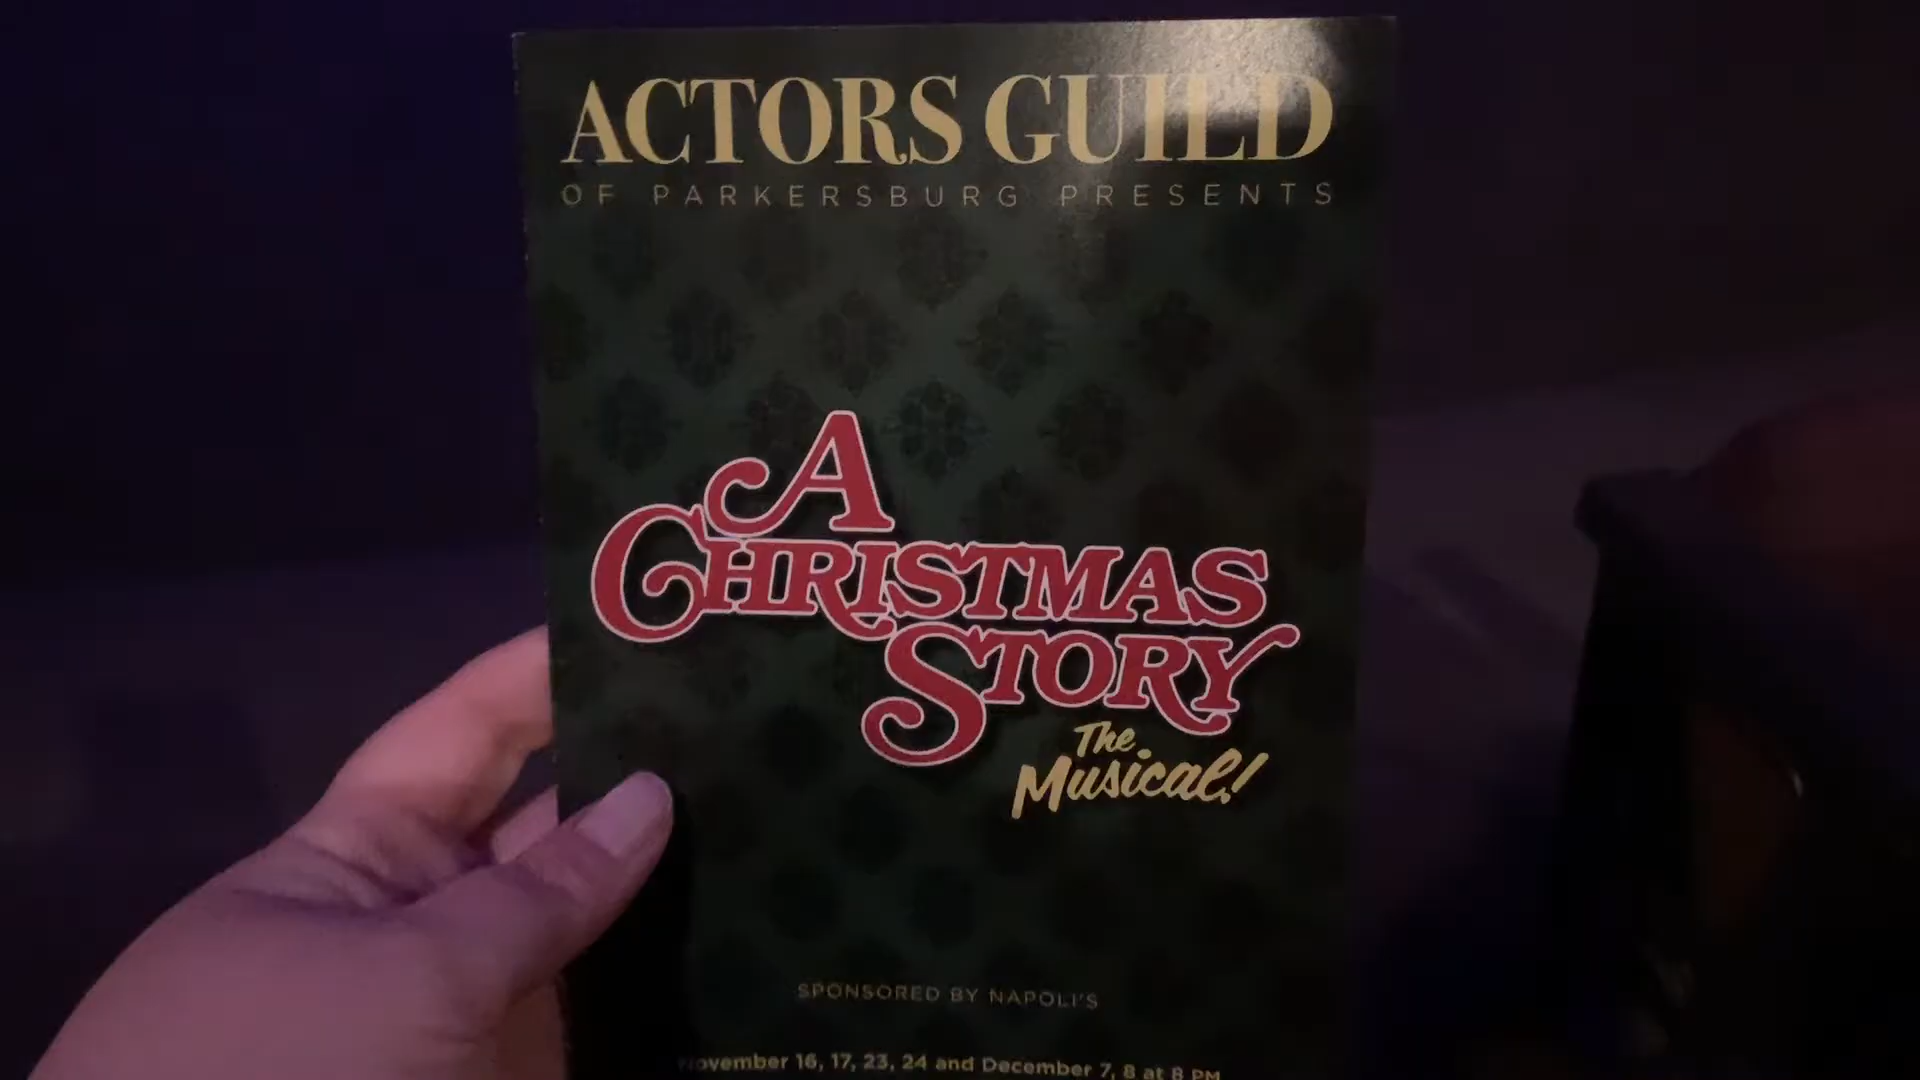 ACTORS GUILD
OF PARKERSBURG PRESENTS
A
CHRISTMAS
STORY
The
Musical!
SPONSORED BY NAPOLI'S
November 16, 17, 23, 24 and December 7, 8 at 8 PM